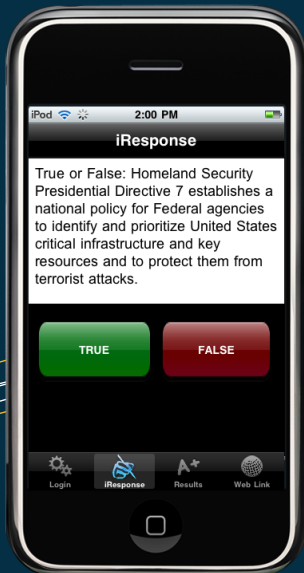 iPod 2:00 PM
iResponse
True or False: Homeland Security
Presidential Directive 7 establishes a
national policy for Federal agencies
to identify and prioritize United States
critical infrastructure and key
resources and to protect them from
terrorist attacks.
TRUE FALSE
A+
Login iResponse Results Web Link